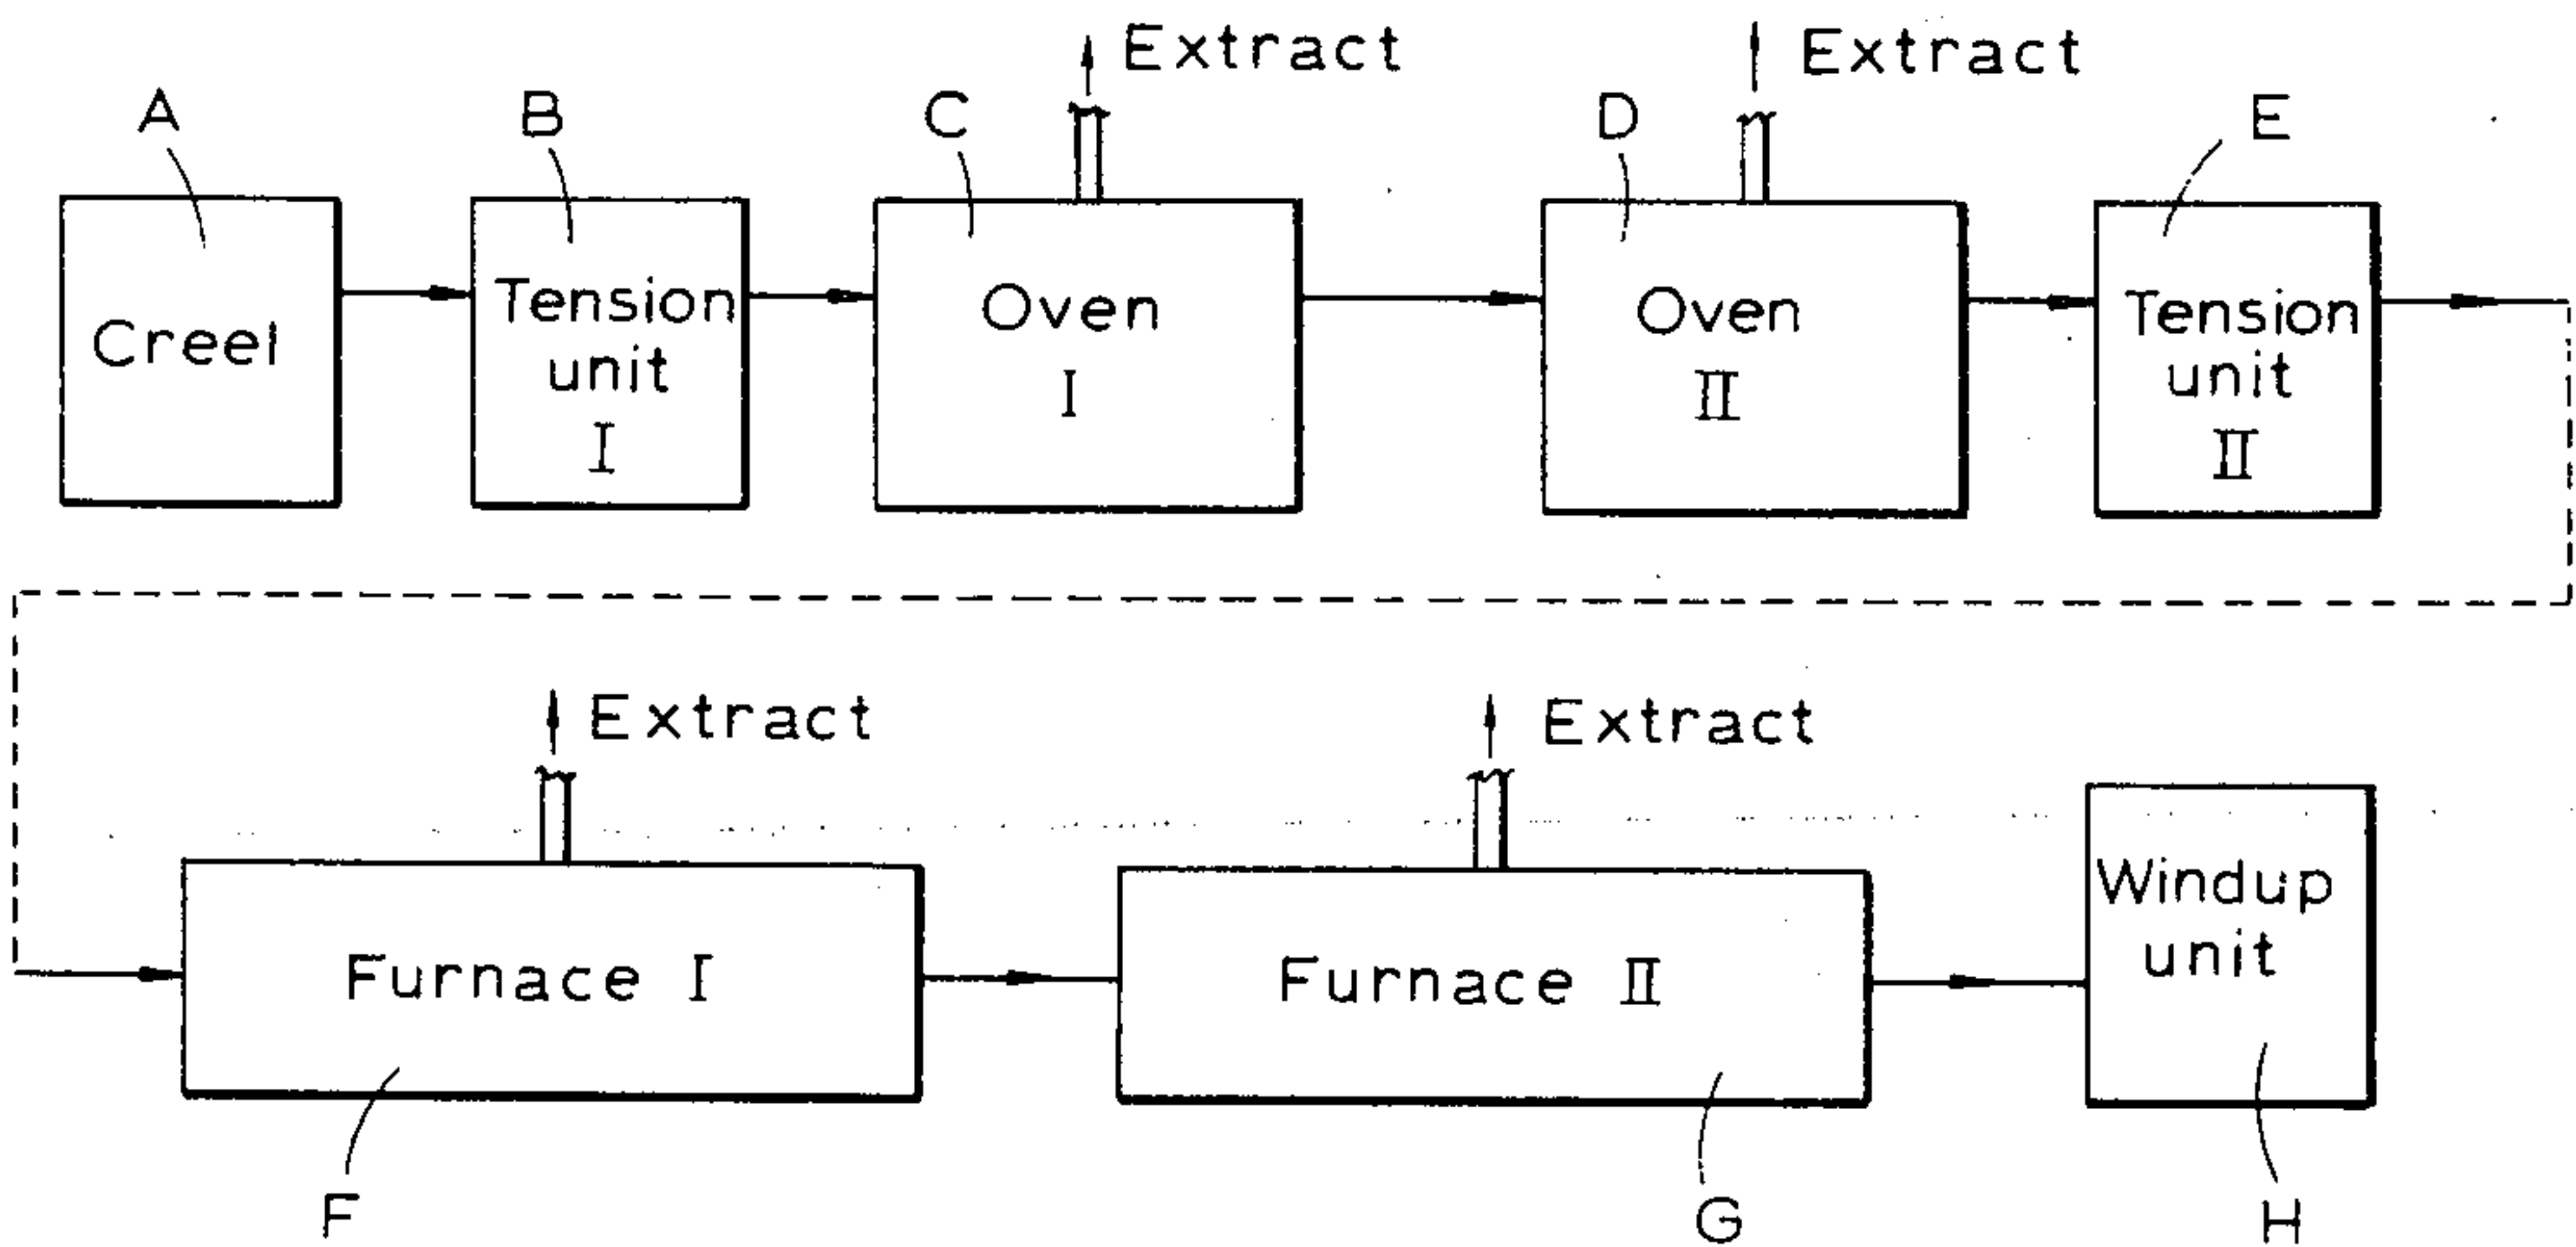 Extract
Extract
A
B
C
D
E
Creel
Tension
unit
I
Oven
I
Oven
II
Tension
unit
II
Extract
Extract
Furnace I
Furnace II
Windup
unit
F
G
H